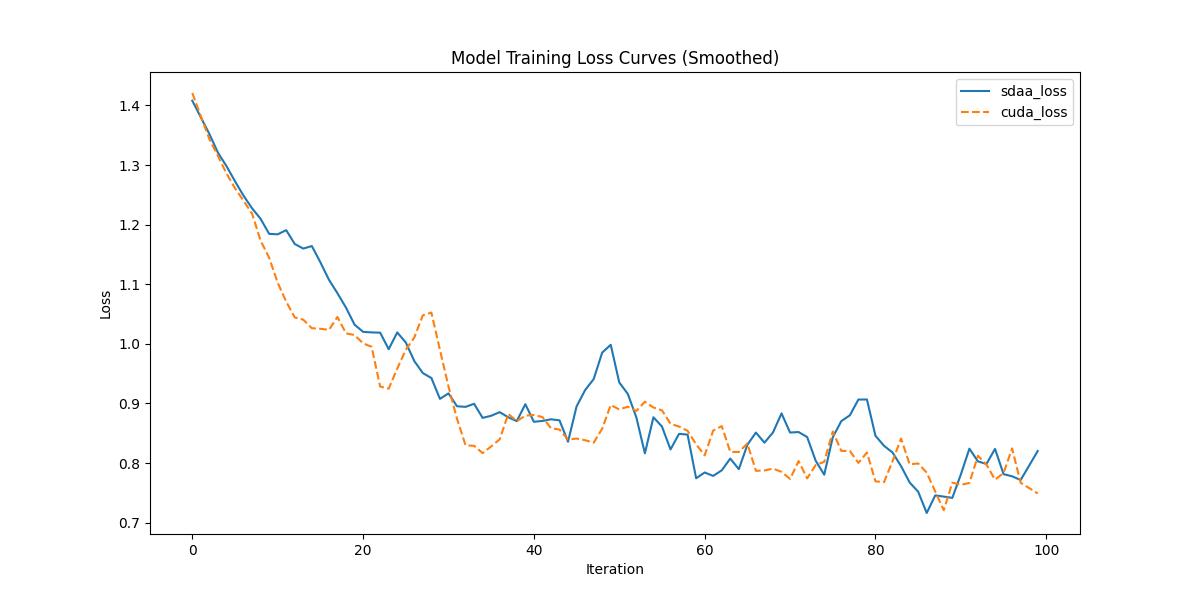 Model Training Loss Curves (Smoothed)
sdaa_loss
cuda_loss
Loss
1.4
1.3
1.2
1.1
1.0
0.9
0.8
0.7
0 20 40 60 80 100
Iteration